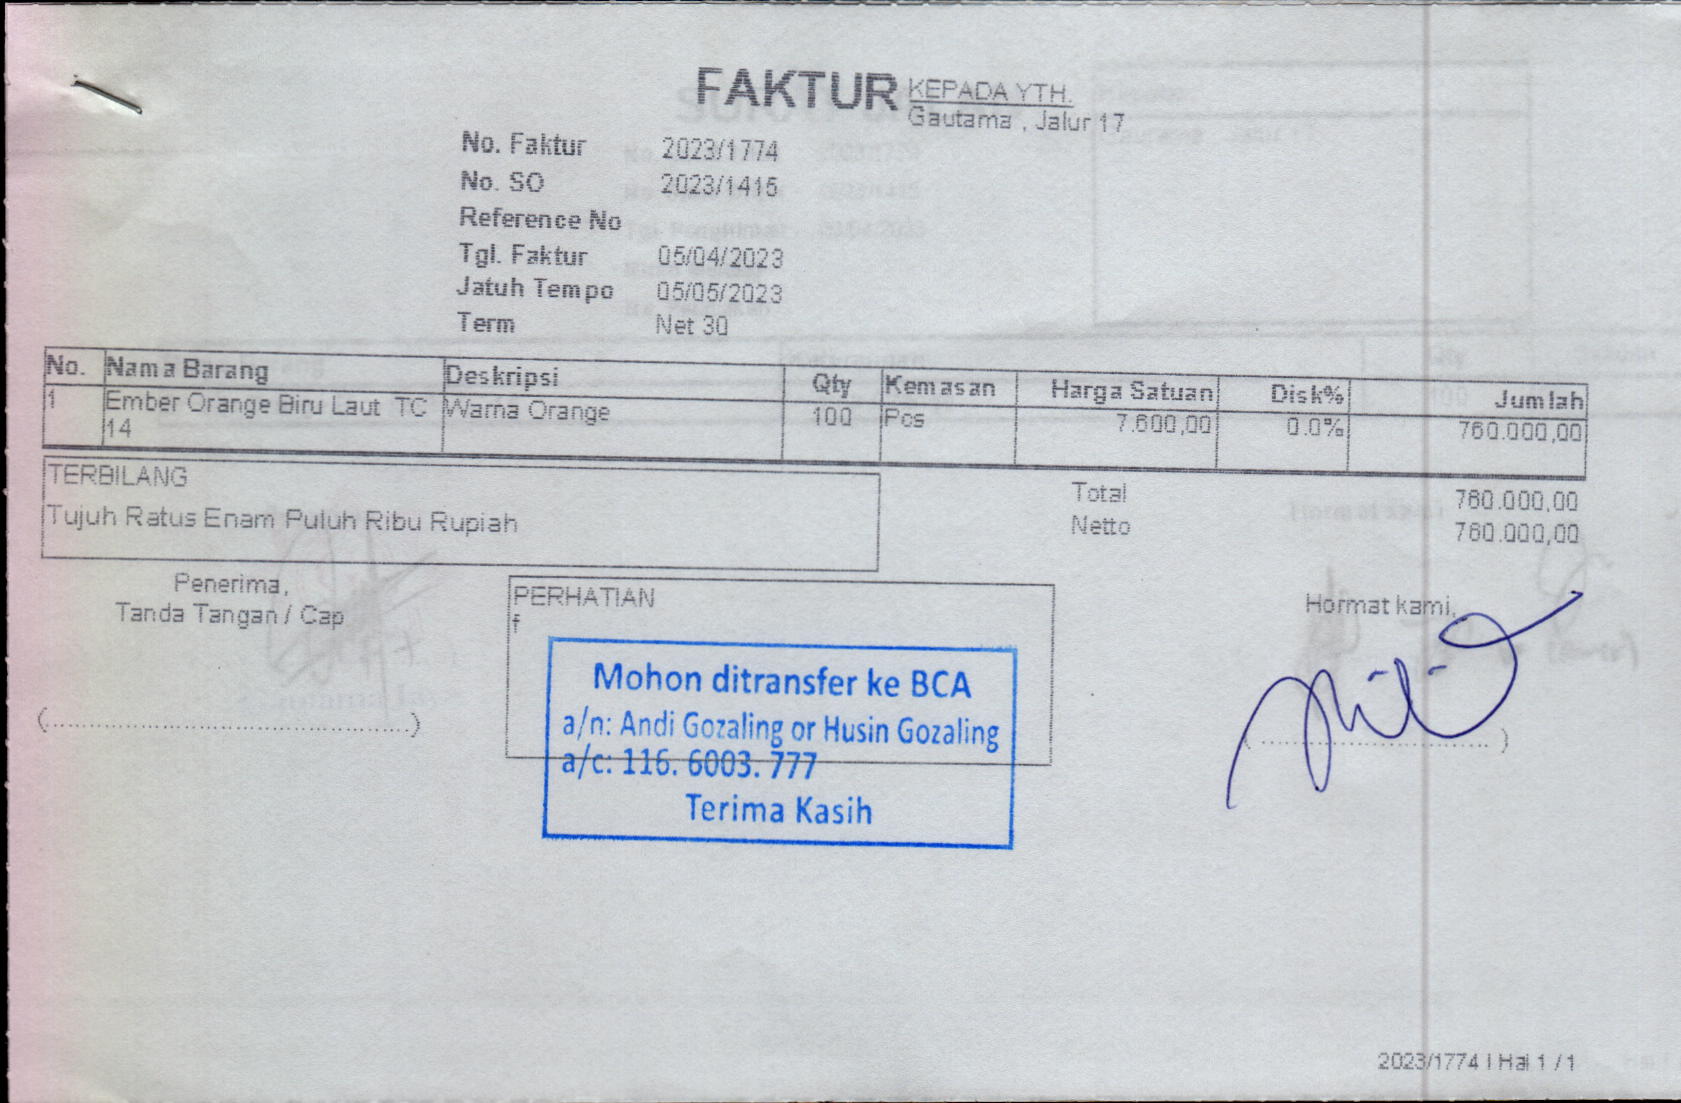 FAKTUR
KEPADA YTH.
Gautama , Jalur 17
No. Faktur 2023/1774
No. SO 2023/1415
Reference No
Tgl. Faktur 05/04/2023
Jatuh Tempo 05/05/2023
Term Net 30
No. Nama Barang Deskripsi Qty Kemasan Harga Satuan Disk% Jumlah
1 Ember Orange Biru Laut TC 14 Warna Orange 100 Pcs 7.600,00 0.0% 760.000,00
TERBILANG
Tujuh Ratus Enam Puluh Ribu Rupiah
Total 760.000,00
Netto 760.000,00
Penerima,
Tanda Tangan / Cap
(........................................)
PERHATIAN
f
Mohon ditransfer ke BCA
a/n: Andi Gozaling or Husin Gozaling
a/c: 116. 6003. 777
Terima Kasih
Hormat kami,
(..............................)
2023/1774 | Hal 1 / 1